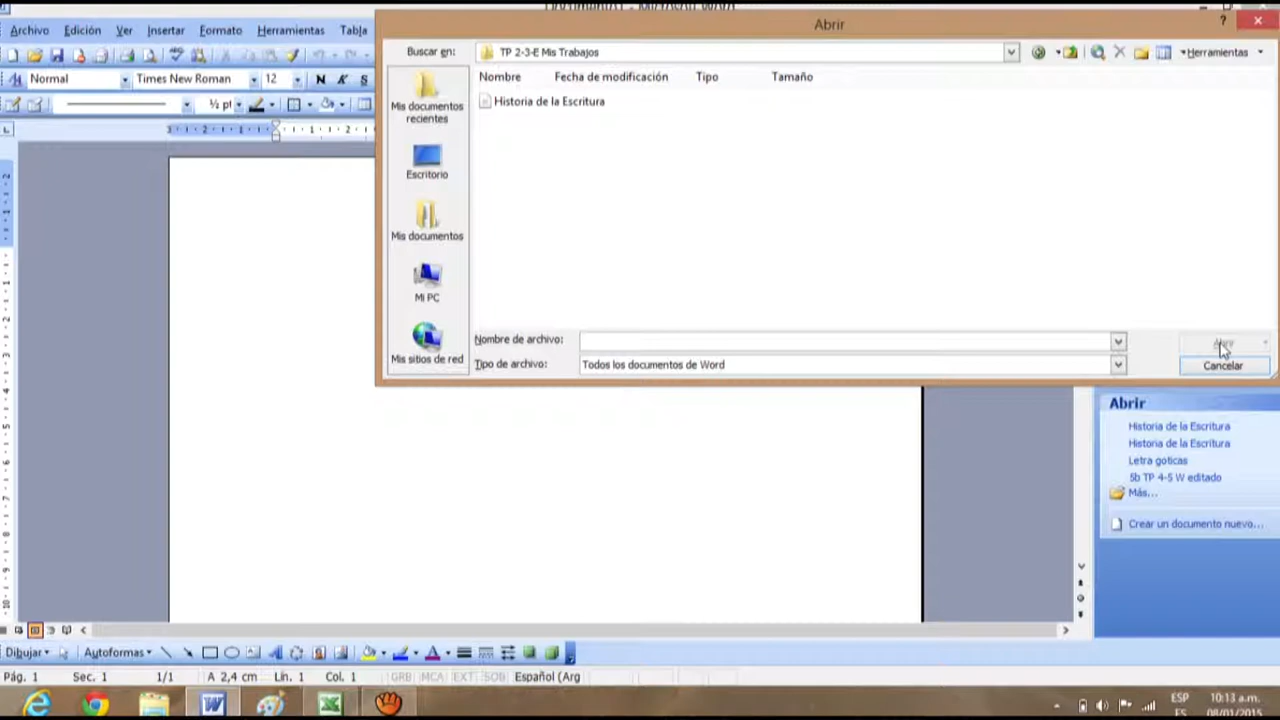 Abrir
?
Archivo Edición Ver Insertar Formato Herramientas Tabla
Buscar en: TP 2-3-E Mis Trabajos Herramientas
Nombre Fecha de modificación Tipo Tamaño
Historia de la Escritura
Normal Times New Roman 12 N K S
½ pt
Mis documentos
recientes
Escritorio
Mis documentos
Mi PC
Mis sitios de red
Nombre de archivo: Abrir
Tipo de archivo: Todos los documentos de Word Cancelar
Abrir
Historia de la Escritura
Historia de la Escritura
Letra goticas
5b TP 4-5 W editado
Más...
Crear un documento nuevo...
Dibujar Autoformas
Pág. 1 Sec. 1 1/1 A 2,4 cm Lín. 1 Col. 1 GRB MCA EXT SOB Español (Arg
ESP 10:13 a.m.
ES 08/01/2015